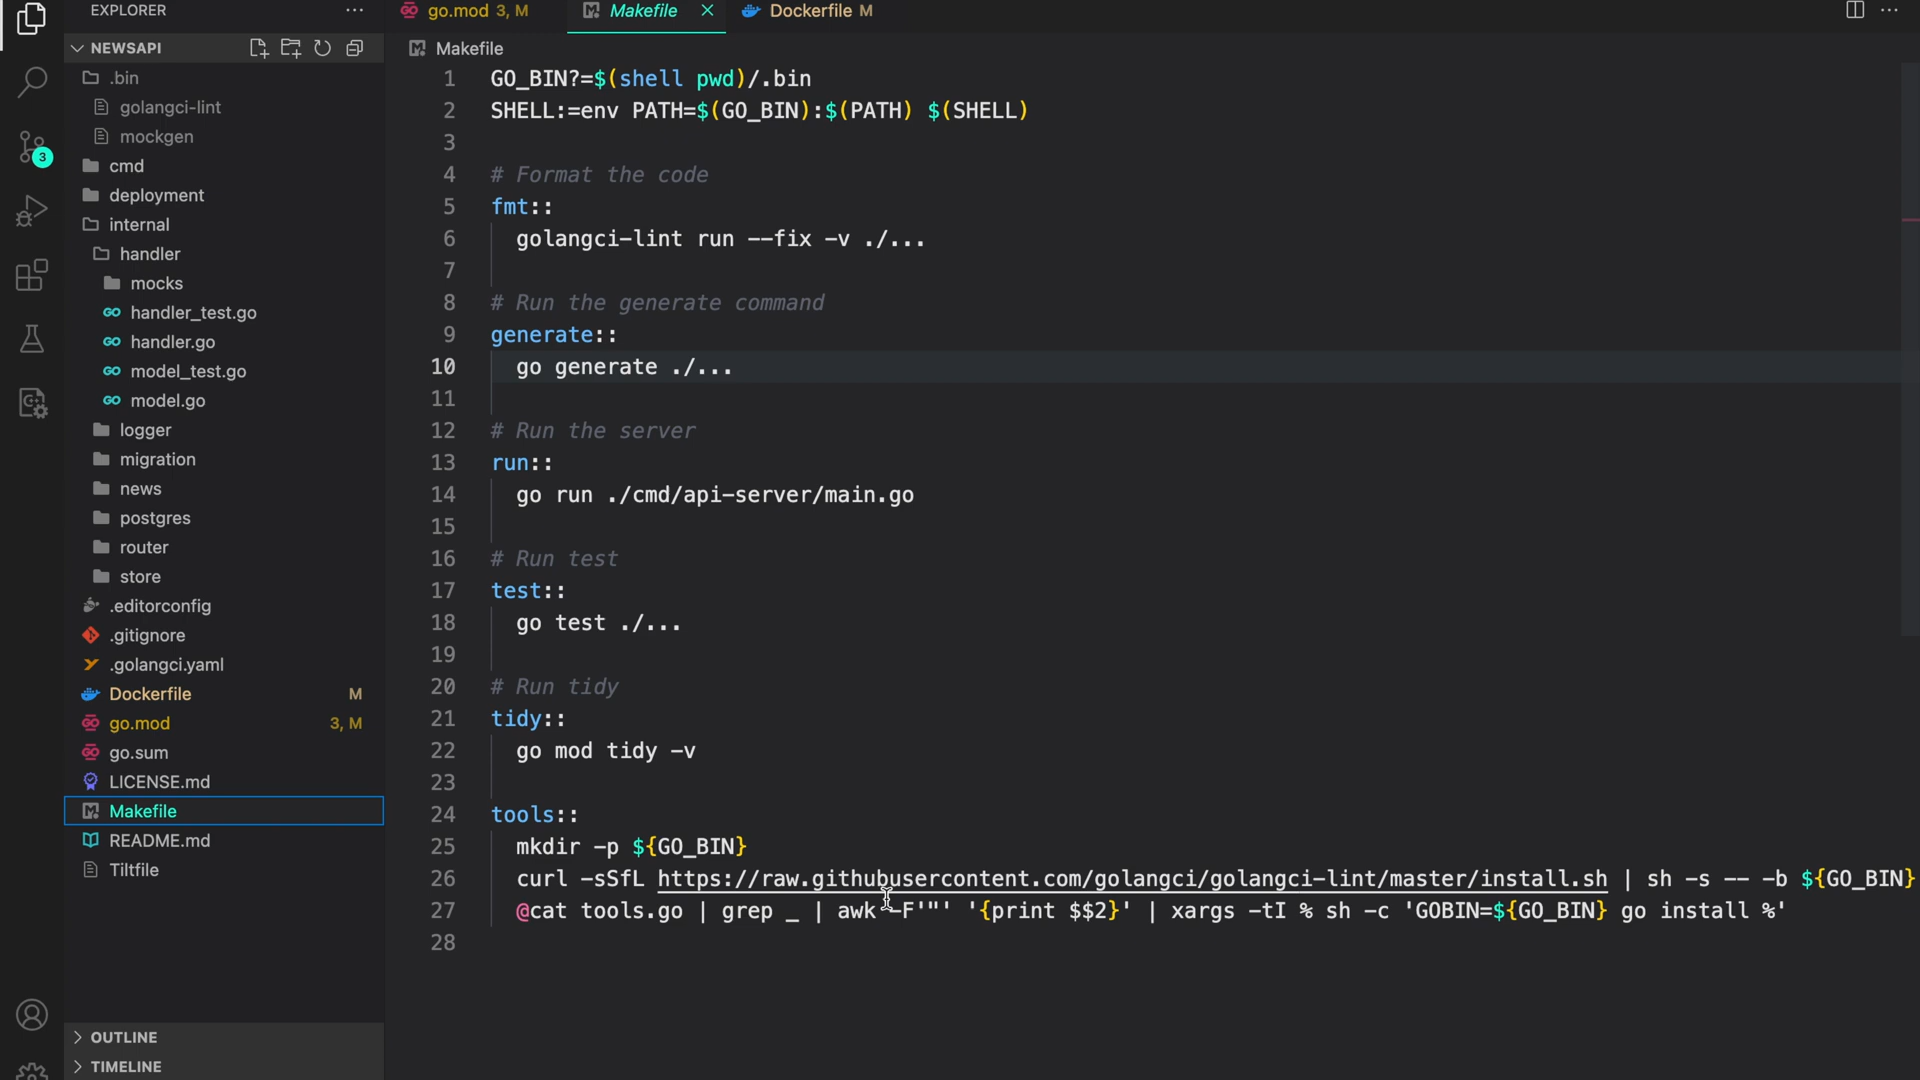 EXPLORER
NEWSAPI
.bin
golangci-lint
mockgen
cmd
deployment
internal
handler
mocks
handler_test.go
handler.go
model_test.go
model.go
logger
migration
news
postgres
router
store
.editorconfig
.gitignore
.golangci.yaml
Dockerfile M
go.mod 3, M
go.sum
LICENSE.md
Makefile
README.md
Tiltfile
OUTLINE
TIMELINE
3
go.mod 3, M Makefile Dockerfile M
Makefile
1 GO_BIN?=$(shell pwd)/.bin
2 SHELL:=env PATH=$(GO_BIN):$(PATH) $(SHELL)
3
4 # Format the code
5 fmt::
6 golangci-lint run --fix -v ./...
7
8 # Run the generate command
9 generate::
10 go generate ./...
11
12 # Run the server
13 run::
14 go run ./cmd/api-server/main.go
15
16 # Run test
17 test::
18 go test ./...
19
20 # Run tidy
21 tidy::
22 go mod tidy -v
23
24 tools::
25 mkdir -p ${GO_BIN}
26 curl -sSfL https://raw.githubusercontent.com/golangci/golangci-lint/master/install.sh | sh -s -- -b ${GO_BIN}
27 @cat tools.go | grep _ | awk -F'"' '{print $$2}' | xargs -tI % sh -c 'GOBIN=${GO_BIN} go install %'
28